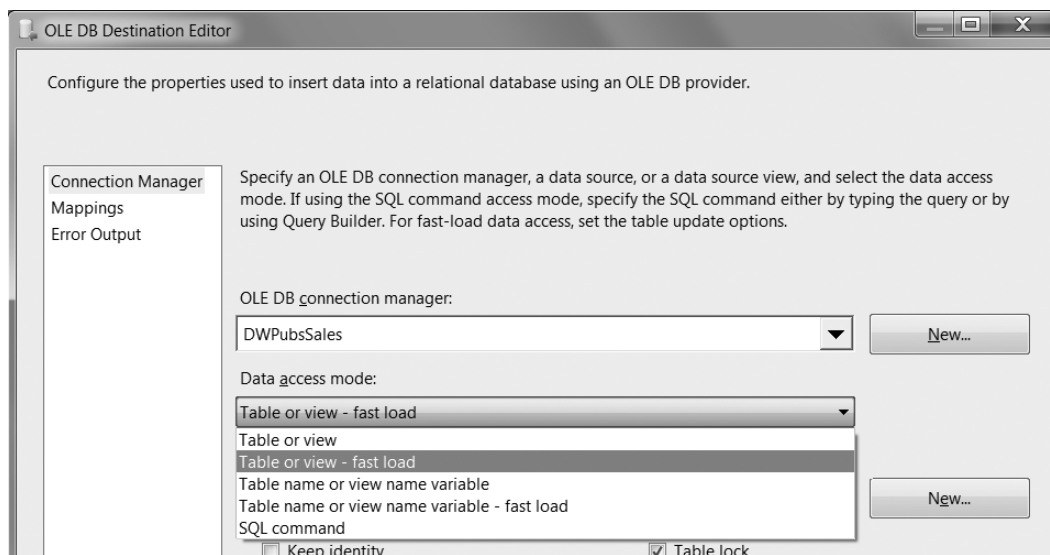 OLE DB Destination Editor
Configure the properties used to insert data into a relational database using an OLE DB provider.
Connection Manager
Mappings
Error Output
Specify an OLE DB connection manager, a data source, or a data source view, and select the data access
mode. If using the SQL command access mode, specify the SQL command either by typing the query or by
using Query Builder. For fast-load data access, set the table update options.
OLE DB connection manager:
DWPubsSales
New...
Data access mode:
Table or view - fast load
Table or view
Table or view - fast load
Table name or view name variable
Table name or view name variable - fast load
SQL command
New...
Keep identity
Table lock